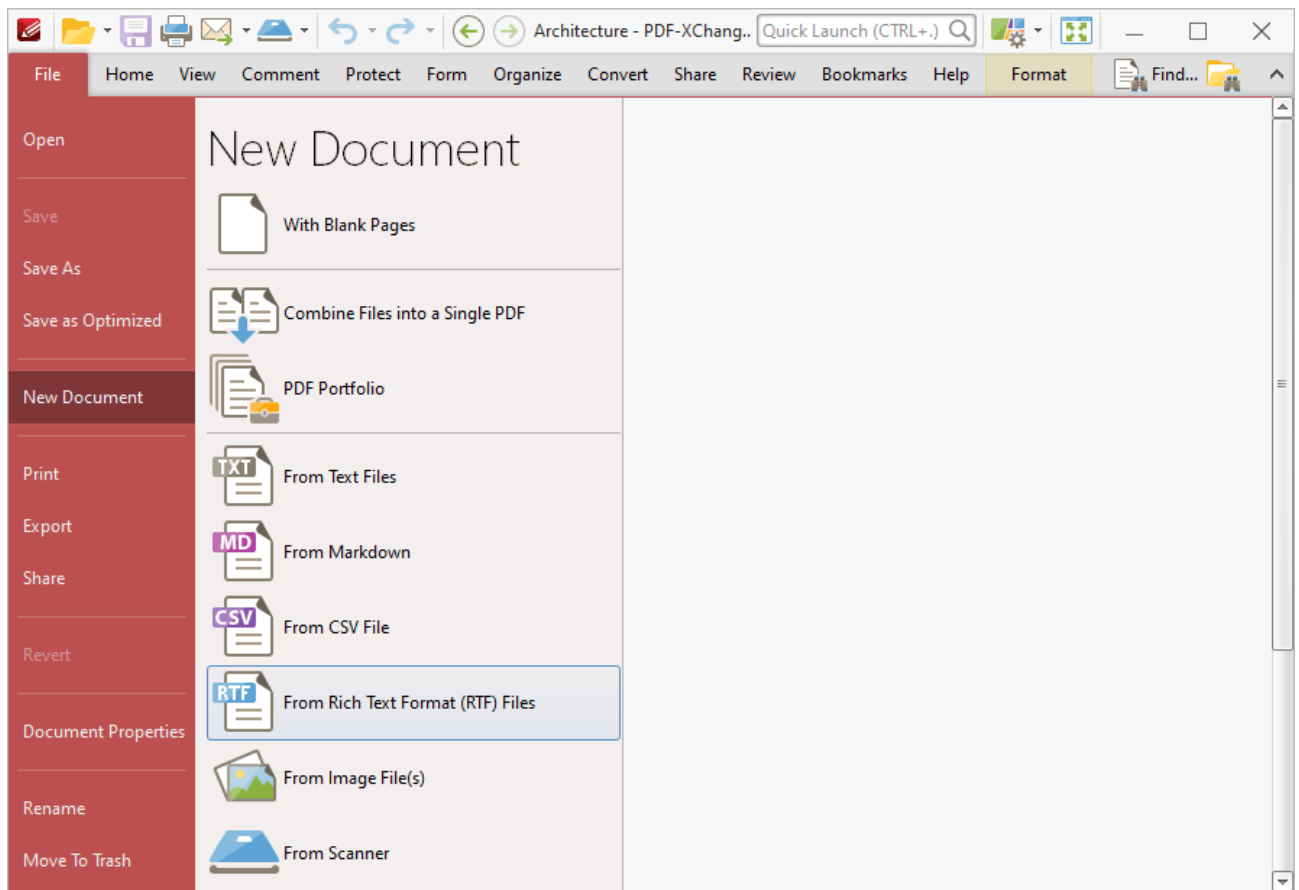 Architecture - PDF-XChang.. Quick Launch (CTRL+.)
File Home View Comment Protect Form Organize Convert Share Review Bookmarks Help Format Find...
Open
Save
Save As
Save as Optimized
New Document
Print
Export
Share
Revert
Document Properties
Rename
Move To Trash
New Document
With Blank Pages
Combine Files into a Single PDF
PDF Portfolio
TXT From Text Files
MD From Markdown
CSV From CSV File
RTF From Rich Text Format (RTF) Files
From Image File(s)
From Scanner